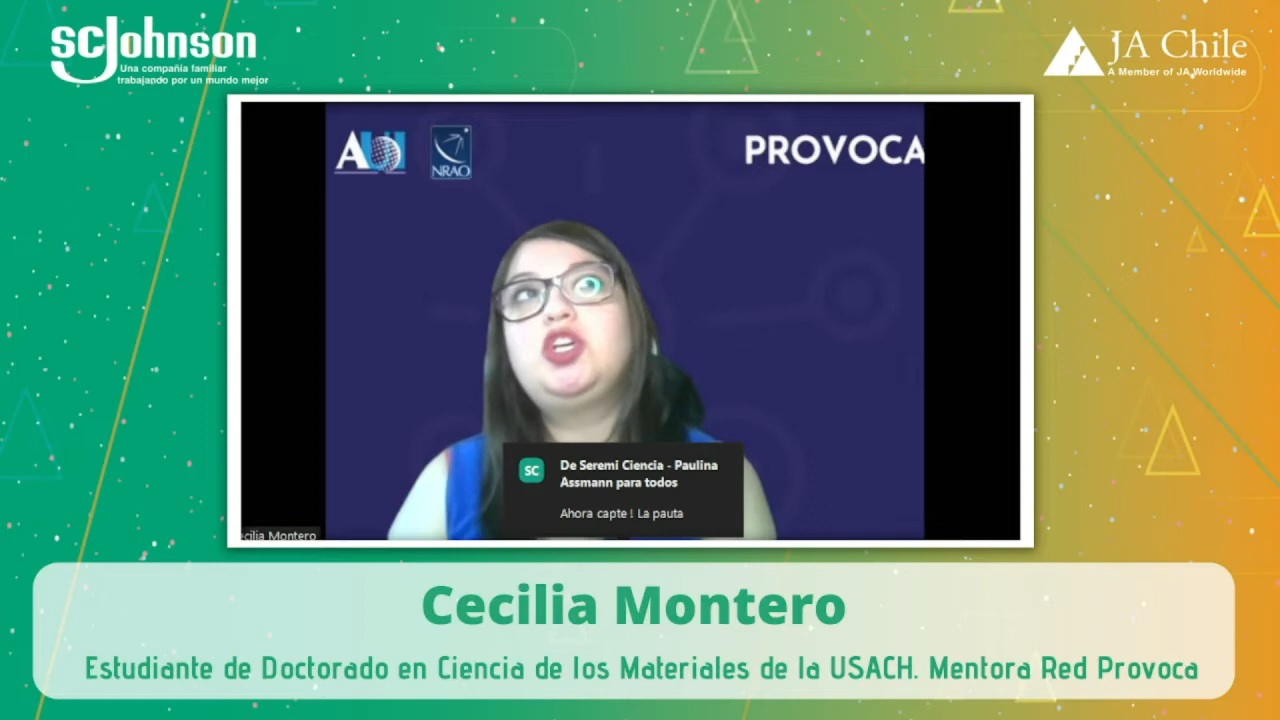 scJohnson
Una compañía familiar
trabajando por un mundo mejor
JA Chile
A Member of JA Worldwide
AUI
NRAO
PROVOCA
SC
De Seremi Ciencia - Paulina
Assmann para todos
Ahora capte ! La pauta
ecilia Montero
Cecilia Montero
Estudiante de Doctorado en Ciencia de los Materiales de la USACH. Mentora Red Provoca